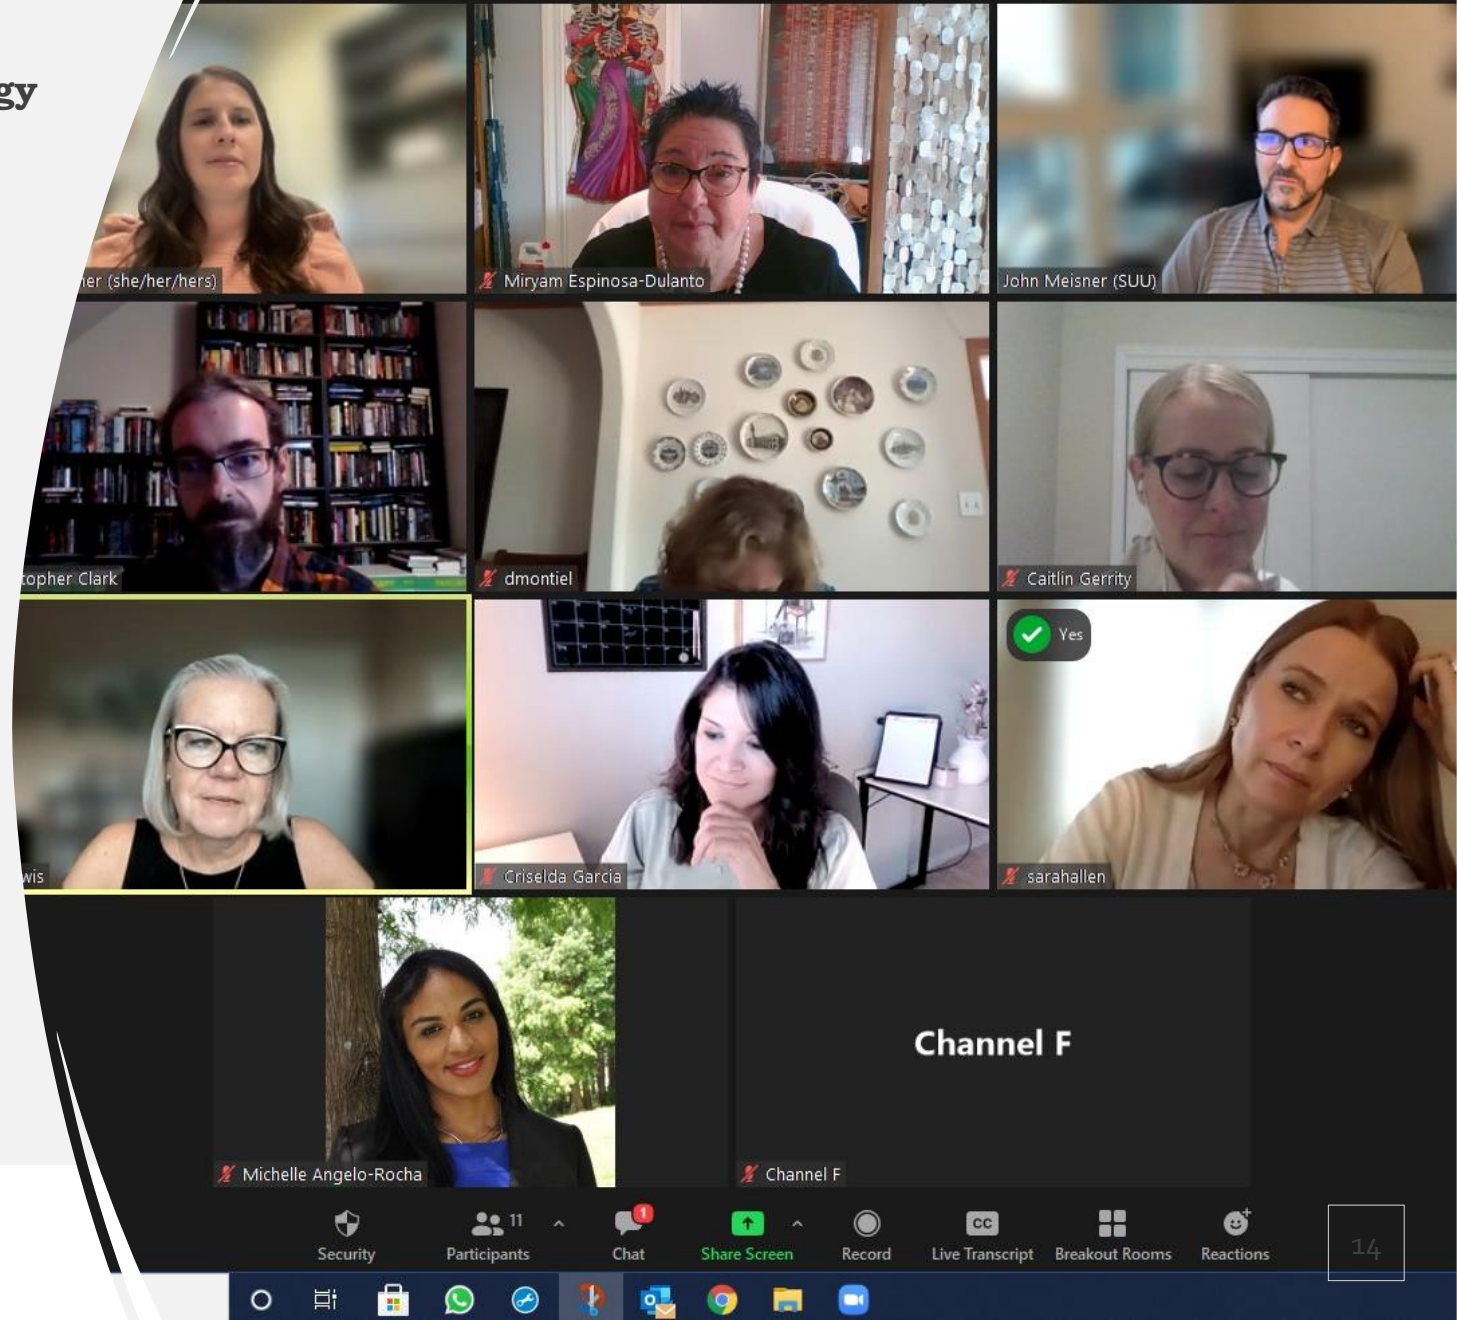 gy
ner (she/her/hers)
Miryam Espinosa-Dulanto
John Meisner (SUU)
topher Clark
dmontiel
Caitlin Gerrity
wis
Criselda Garcia
Yes
sarahallen
Channel F
Michelle Angelo-Rocha
Channel F
11
1
CC
Security
Participants
Chat
Share Screen
Record
Live Transcript
Breakout Rooms
Reactions
14